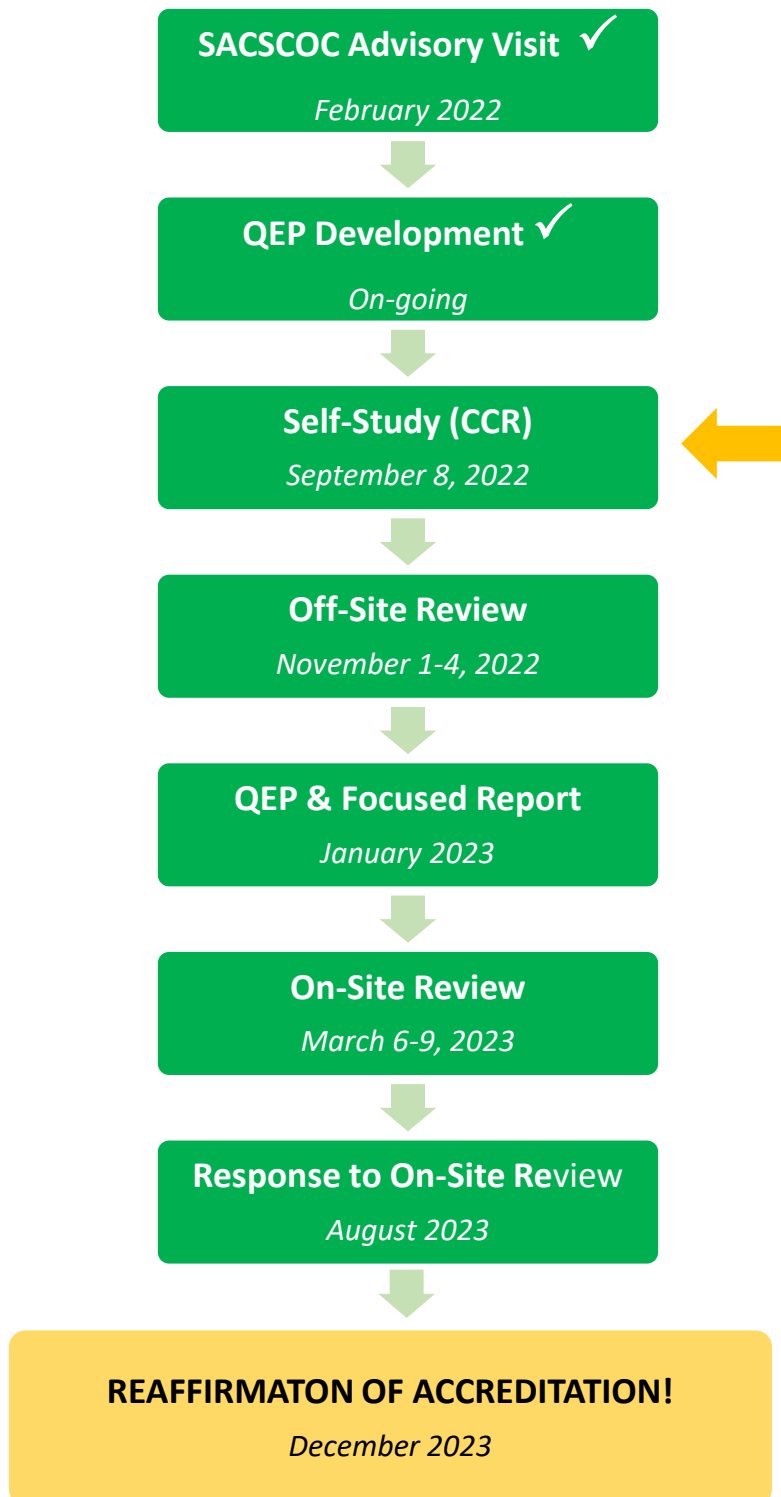 SACSCOC Advisory Visit ✓
February 2022
QEP Development ✓
On-going
Self-Study (CCR)
September 8, 2022
Off-Site Review
November 1-4, 2022
QEP & Focused Report
January 2023
On-Site Review
March 6-9, 2023
Response to On-Site Review
August 2023
REAFFIRMATON OF ACCREDITATION!
December 2023